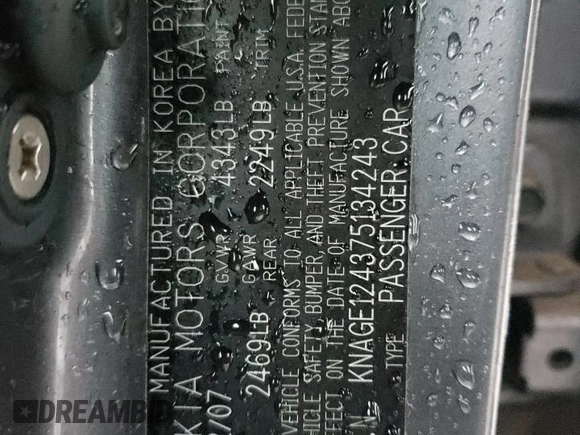 MANUFACTURED IN KOREA BY
KIA MOTORS CORPORATI
/07 GVWR 4343LB PAINT
GAWR
2469LB REAR 2249LB TRIM
VEHICLE CONFORMS TO ALL APPLICABLE U.S.A. FEDE
HICLE SAFETY, BUMPER, AND THEFT PREVENTION STAN
FFECT ON THE DATE OF MANUFACTURE SHOWN ABO
N. KNAGE124375134243
TYPE PASSENGER CAR
DREAMBID